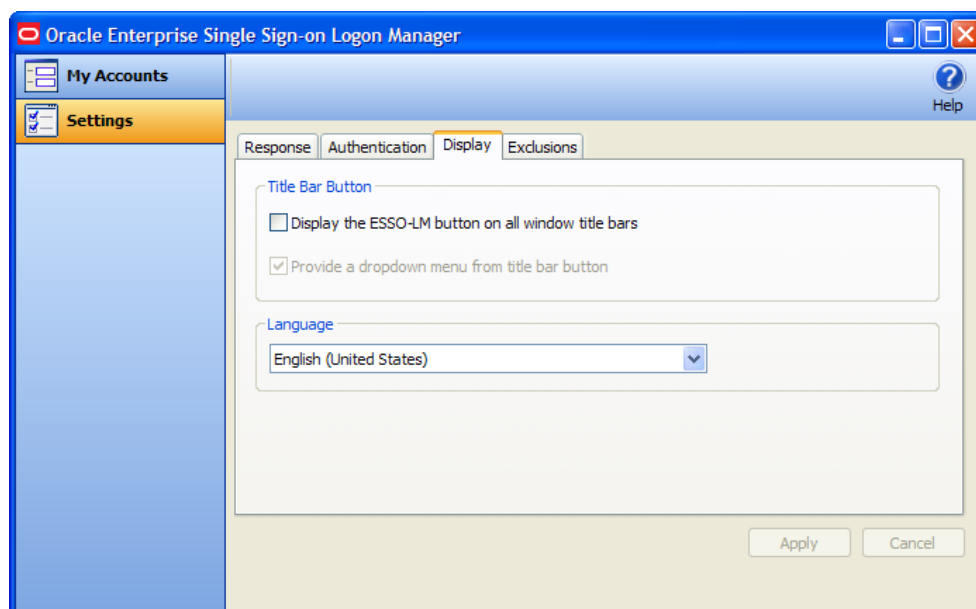 Oracle Enterprise Single Sign-on Logon Manager
My Accounts
Settings
Help
Response Authentication Display Exclusions
Title Bar Button
Display the ESSO-LM button on all window title bars
Provide a dropdown menu from title bar button
Language
English (United States)
Apply Cancel